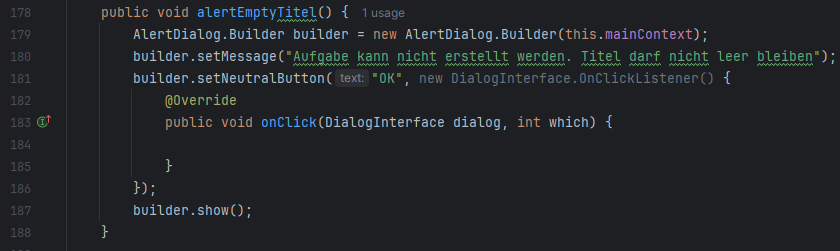 178 public void alertEmptyTitel() { 1 usage
179 AlertDialog.Builder builder = new AlertDialog.Builder(this.mainContext);
180 builder.setMessage("Aufgabe kann nicht erstellt werden. Titel darf nicht leer bleiben");
181 builder.setNeutralButton( text: "OK", new DialogInterface.OnClickListener() {
182 @Override
183 public void onClick(DialogInterface dialog, int which) {
184
185 }
186 });
187 builder.show();
188 }